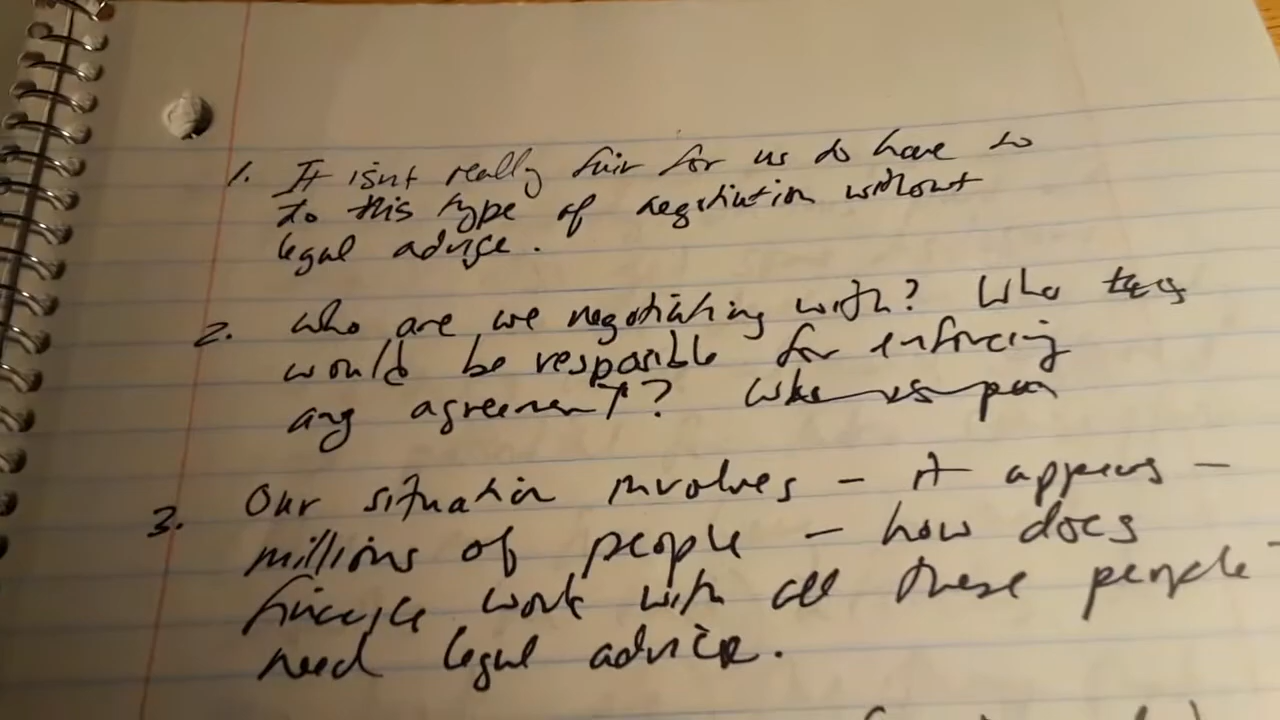 1. It isnt really fair for us to have to
to this type of negotiation without
legal advise.
2. Who are we negotiating with? Who
would be responsible for enforcing
any agreement?
3. Our situation involves - it appears -
millions of people - how does
work with all these people -
need legal advice.